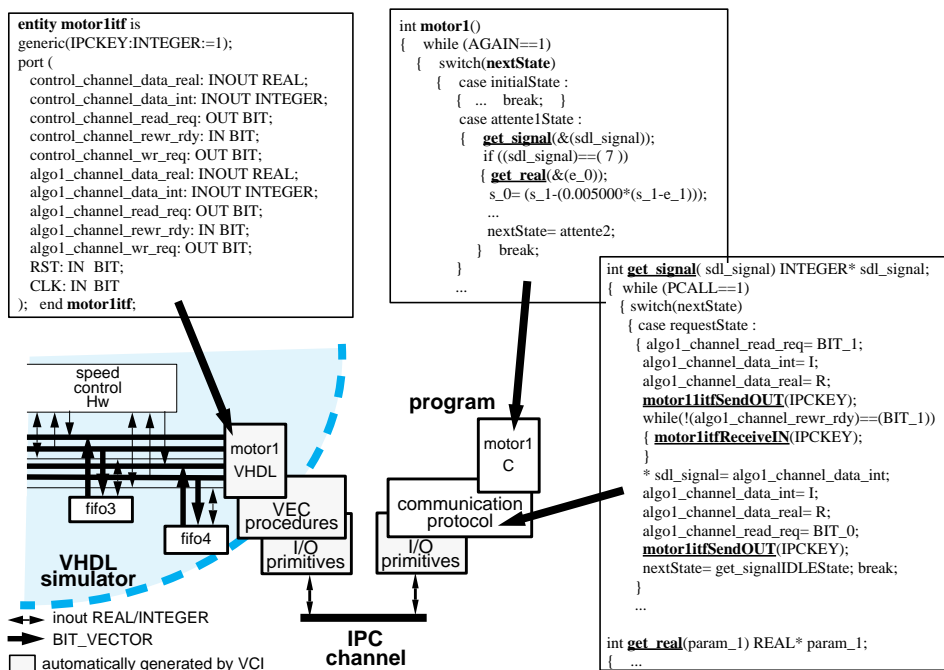 entity motor1itf is
generic(IPCKEY:INTEGER:=1);
port (
control_channel_data_real: INOUT REAL;
control_channel_data_int: INOUT INTEGER;
control_channel_read_req: OUT BIT;
control_channel_rewr_rdy: IN BIT;
control_channel_wr_req: OUT BIT;
algo1_channel_data_real: INOUT REAL;
algo1_channel_data_int: INOUT INTEGER;
algo1_channel_read_req: OUT BIT;
algo1_channel_rewr_rdy: IN BIT;
algo1_channel_wr_req: OUT BIT;
RST: IN BIT;
CLK: IN BIT
); end motor1itf;
int motor1()
{ while (AGAIN==1)
{ switch(nextState)
{ case initialState :
{ ... break; }
case attente1State :
{ get_signal(&(sdl_signal));
if ((sdl_signal)==( 7 ))
{ get_real(&(e_0));
s_0= (s_1-(0.005000*(s_1-e_1)));
...
nextState= attente2;
} break;
}
...
int get_signal( sdl_signal) INTEGER* sdl_signal;
{ while (PCALL==1)
{ switch(nextState)
{ case requestState :
{ algo1_channel_read_req= BIT_1;
algo1_channel_data_int= I;
algo1_channel_data_real= R;
motor11itfSendOUT(IPCKEY);
while(!(algo1_channel_rewr_rdy)==(BIT_1))
{ motor1itfReceiveIN(IPCKEY);
}
* sdl_signal= algo1_channel_data_int;
algo1_channel_data_int= I;
algo1_channel_data_real= R;
algo1_channel_read_req= BIT_0;
motor1itfSendOUT(IPCKEY);
nextState= get_signalIDLEState; break;
}
...
int get_real(param_1) REAL* param_1;
{ ...
speed
control
Hw
motor1
VHDL
VEC
procedures
I/O
primitives
fifo3
fifo4
VHDL
simulator
program
motor1
C
communication
protocol
I/O
primitives
IPC
channel
inout REAL/INTEGER
BIT_VECTOR
automatically generated by VCI